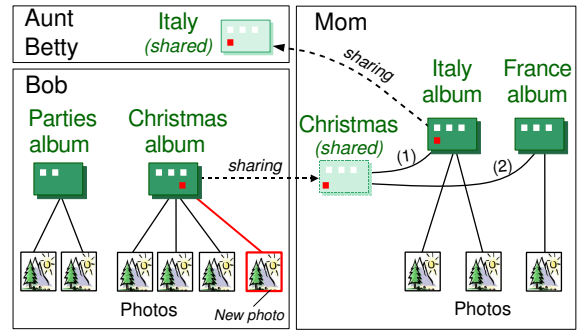 Aunt
Betty
Italy
(shared)
Bob
Parties
album
Christmas
album
sharing
Photos
New photo
Mom
sharing
Italy
album
France
album
Christmas
(shared)
(1)
(2)
Photos